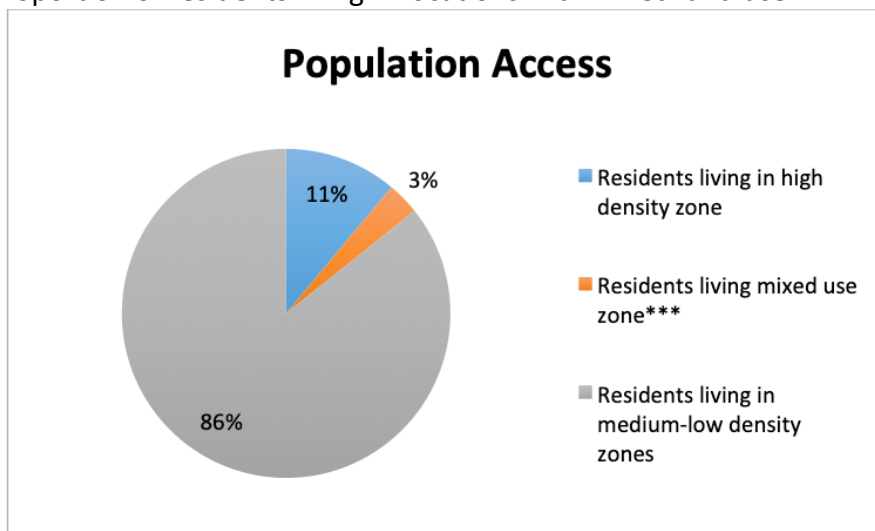 Population Access
11%
3%
86%
Residents living in high
density zone
Residents living mixed use
zone***
Residents living in
medium-low density
zones